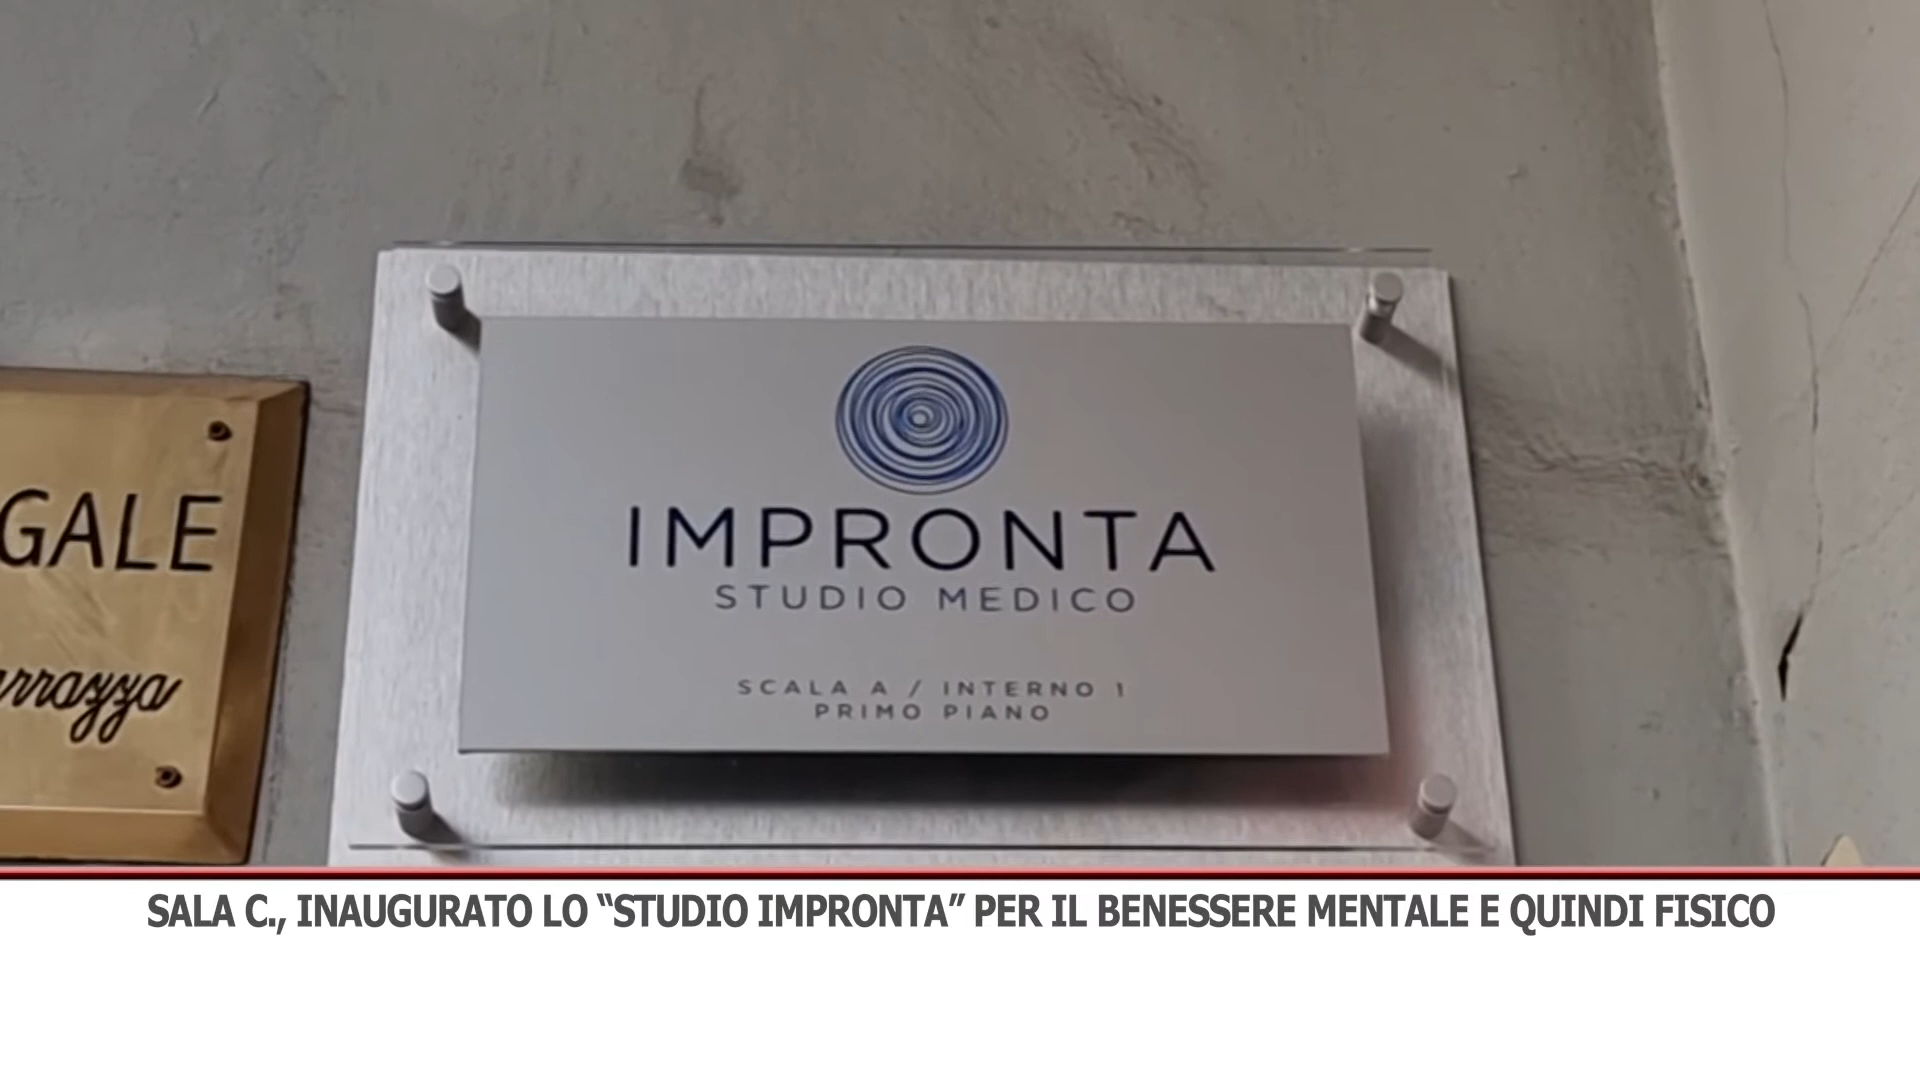 IMPRONTA
STUDIO MEDICO
SCALA A / INTERNO 1
PRIMO PIANO
SALA C., INAUGURATO LO “STUDIO IMPRONTA” PER IL BENESSERE MENTALE E QUINDI FISICO